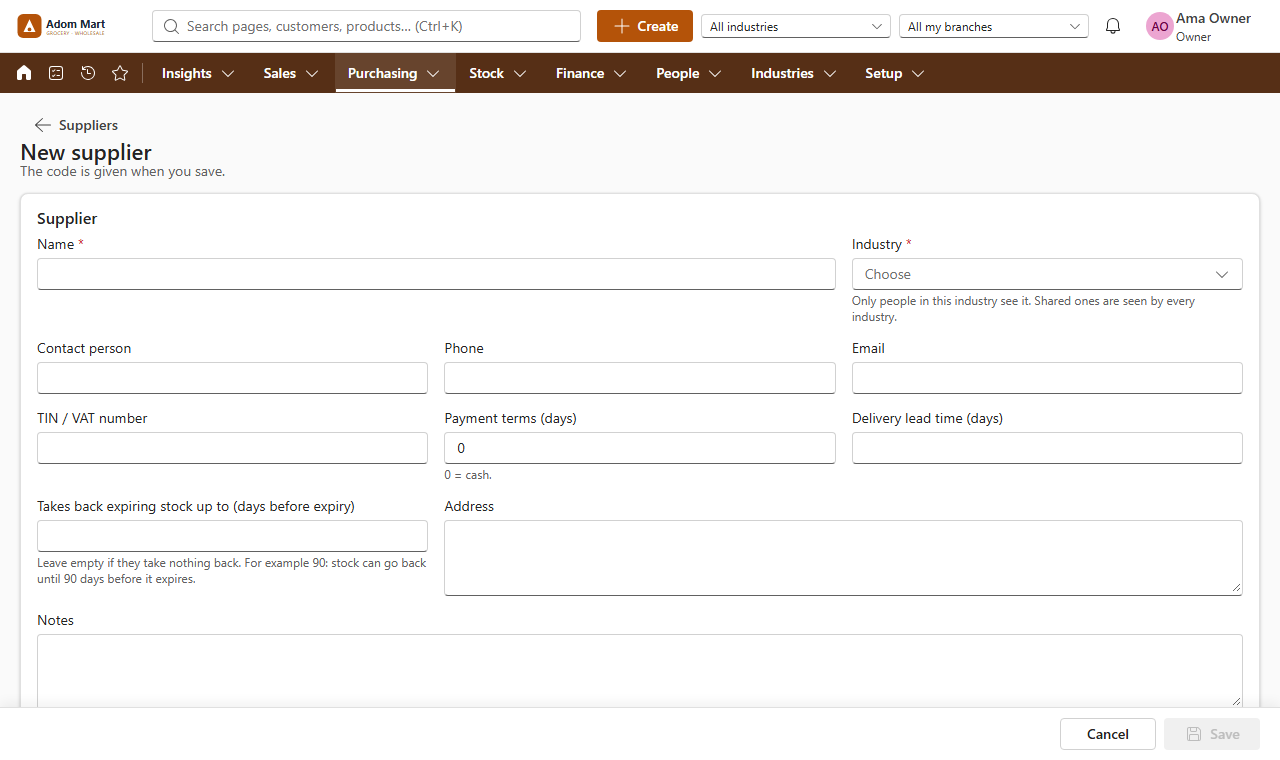 Adom Mart
GROCERY · WHOLESALE
Search pages, customers, products... (Ctrl+K)
Create
All industries
All my branches
AO
Ama Owner
Owner
Insights
Sales
Purchasing
Stock
Finance
People
Industries
Setup
Suppliers
New supplier
The code is given when you save.
Supplier
Name *
Industry *
Choose
Only people in this industry see it. Shared ones are seen by every
industry.
Contact person
Phone
Email
TIN / VAT number
Payment terms (days)
Delivery lead time (days)
0
0 = cash.
Takes back expiring stock up to (days before expiry)
Address
Leave empty if they take nothing back. For example 90: stock can go back
until 90 days before it expires.
Notes
Cancel
Save